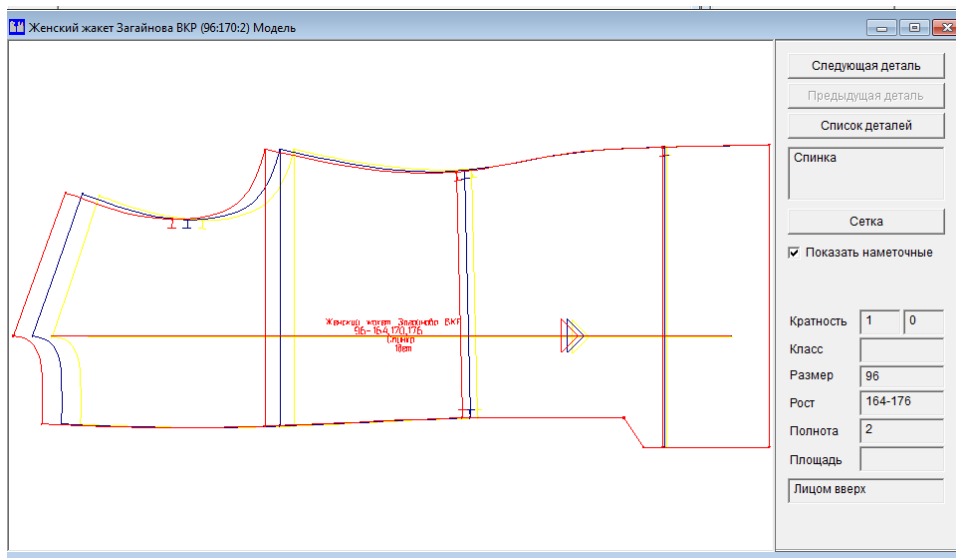 Женский жакет Загайнова ВКР (96:170:2) Модель
Следующая деталь
Предыдущая деталь
Список деталей
Спинка
Сетка
Показать наметочные
Женский жакет Загайнова ВКР
96-164,170,176
Спинка
Кратность 1 0
Класс
Размер 96
Рост 164-176
Полнота 2
Площадь
Лицом вверх